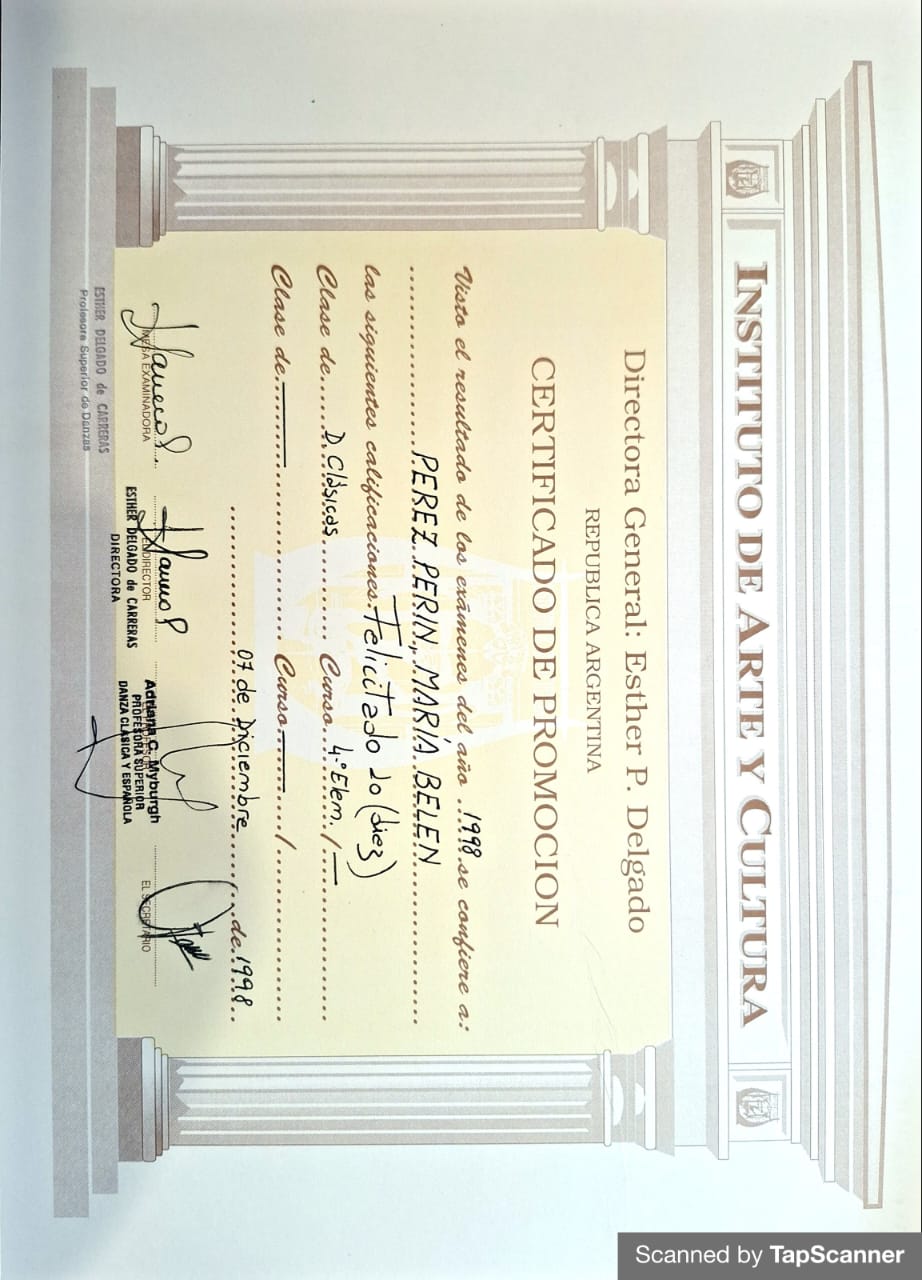 INSTITUTO DE ARTE Y CULTURA
Directora General: Esther P. Delgado
REPUBLICA ARGENTINA
CERTIFICADO DE PROMOCION
Visto el resultado de los exámenes del año 1998 se confiere a:
PEREZ PERIN, MARÍA BELEN
las siguientes calificaciones: Felicitado 10 (diez)
Clase de D. Clásicas Curso 4.° Elem. /
Clase de Curso /
07 de Diciembre de 1998
MESA EXAMINADORA
DIRECTOR
EL SECRETARIO
ESTHER DELGADO de CARRERAS
Profesora Superior de Danzas
ESTHER DELGADO de CARRERAS
DIRECTORA
Adriana C. Myburgh
PROFESORA SUPERIOR
DANZA CLASICA Y ESPAÑOLA
Scanned by TapScanner